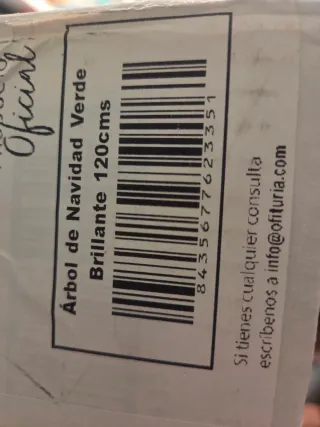 Oficial
Árbol de Navidad Verde
Brillante 120cms
8435677623351
Si tienes cualquier consulta
escríbenos a info@ofituria.com